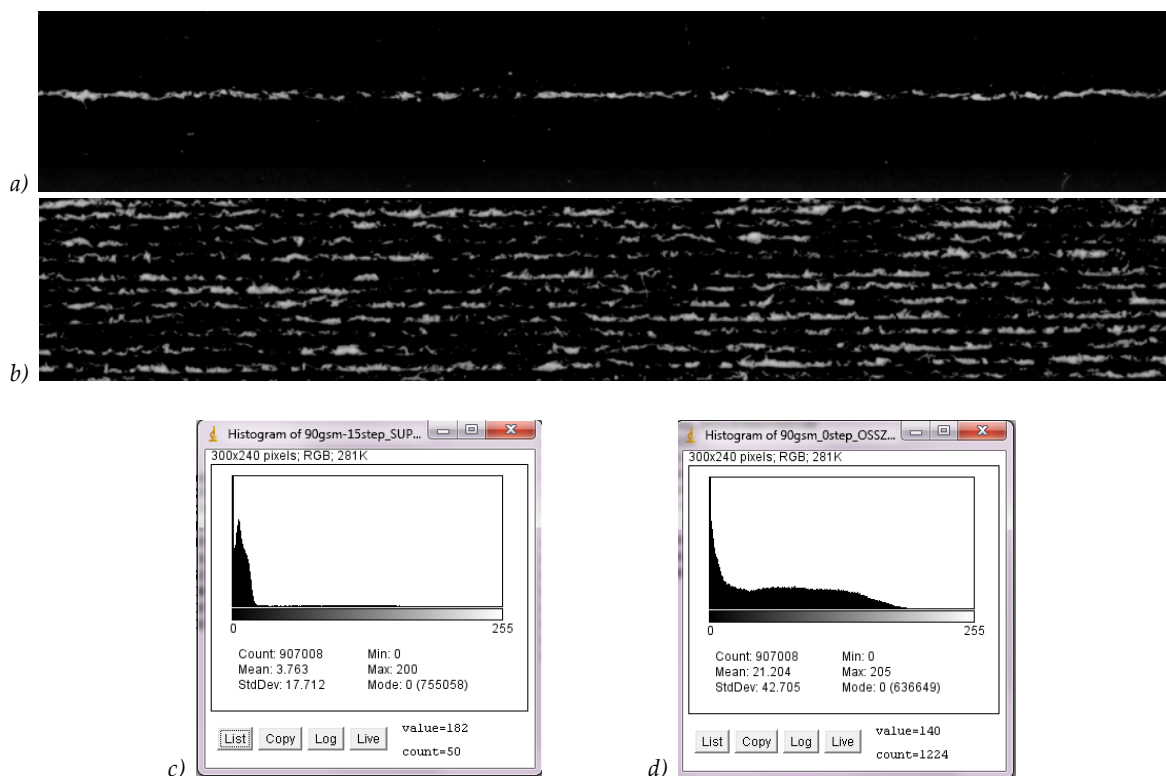 a)
b)
Histogram of 90gsm-15step_SUP...
300x240 pixels; RGB; 281K
0 255
Count: 907008 Min: 0
Mean: 3.763 Max: 200
StdDev: 17.712 Mode: 0 (755058)
List Copy Log Live value=182
count=50
c)
Histogram of 90gsm_0step_OSSZ...
300x240 pixels; RGB; 281K
0 255
Count: 907008 Min: 0
Mean: 21.204 Max: 205
StdDev: 42.705 Mode: 0 (636649)
List Copy Log Live value=140
count=1224
d)